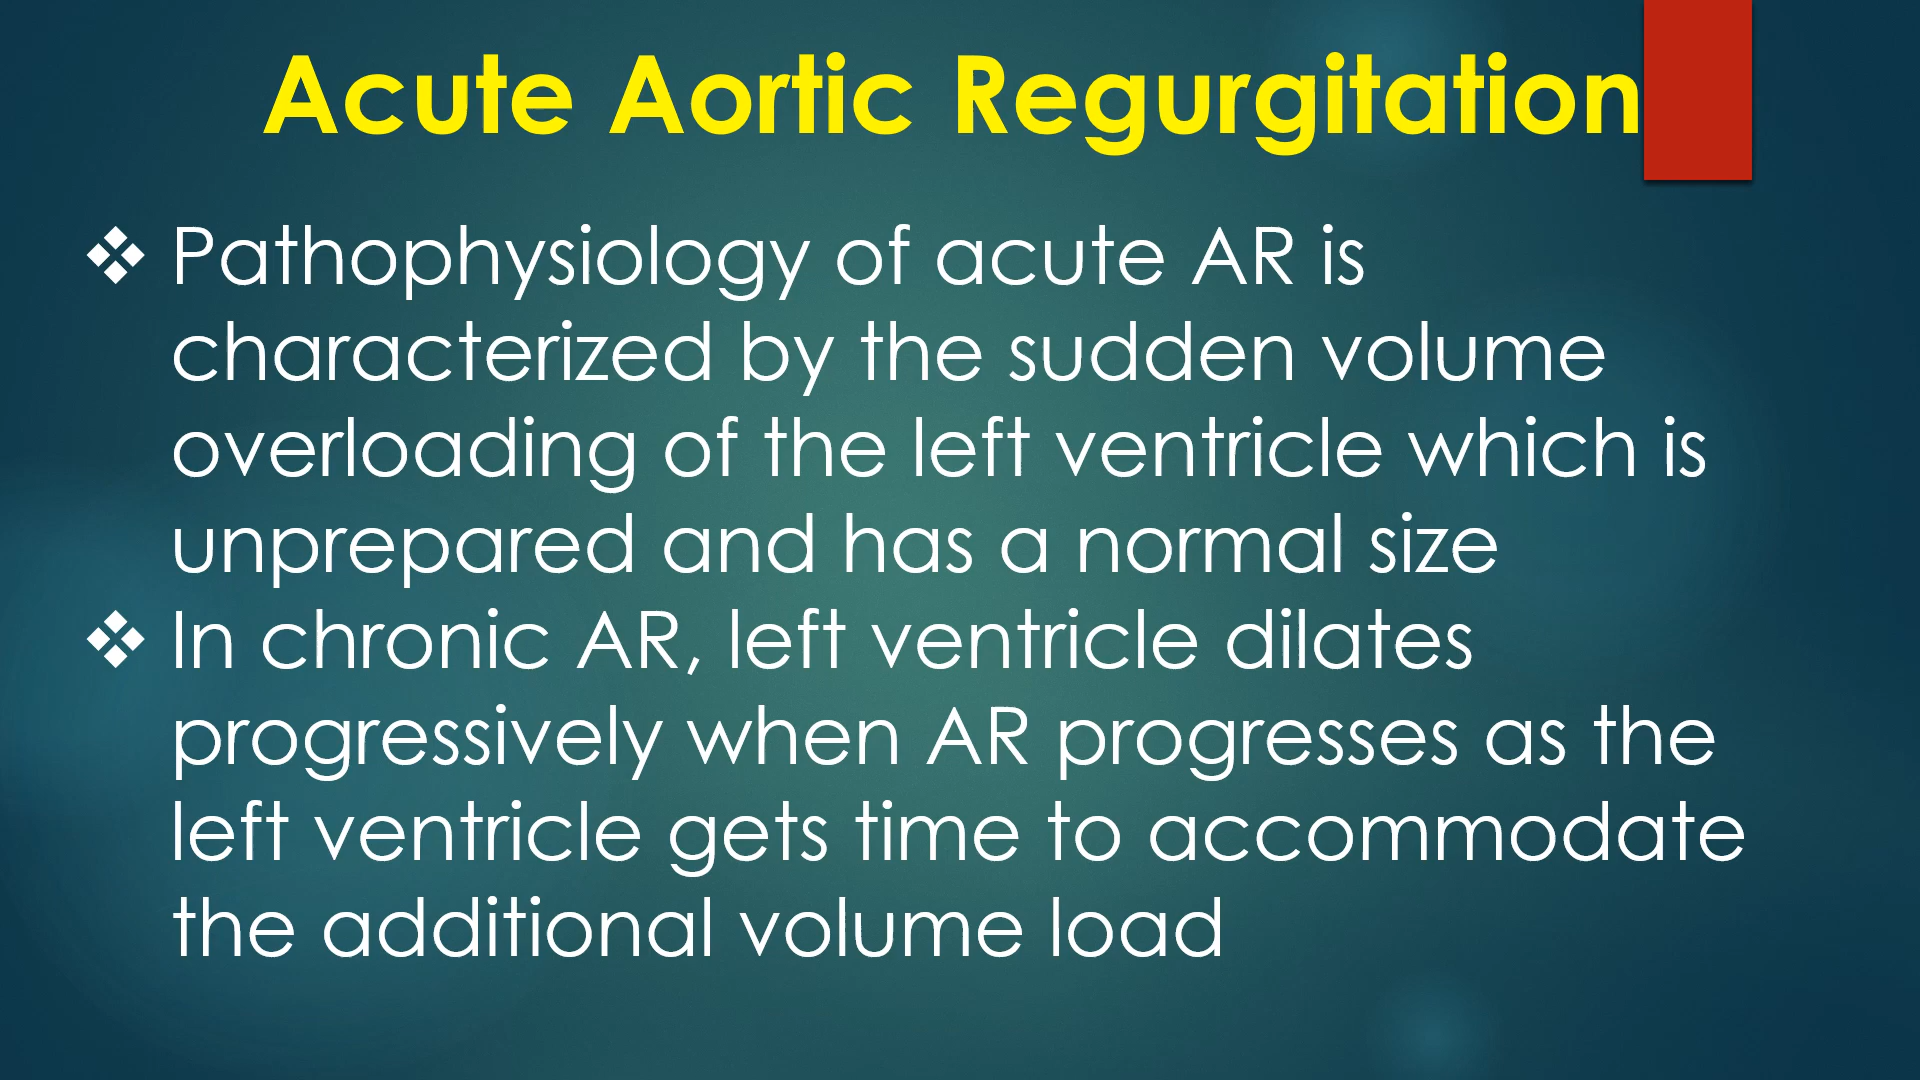 Acute Aortic Regurgitation
❖ Pathophysiology of acute AR is
characterized by the sudden volume
overloading of the left ventricle which is
unprepared and has a normal size
❖ In chronic AR, left ventricle dilates
progressively when AR progresses as the
left ventricle gets time to accommodate
the additional volume load